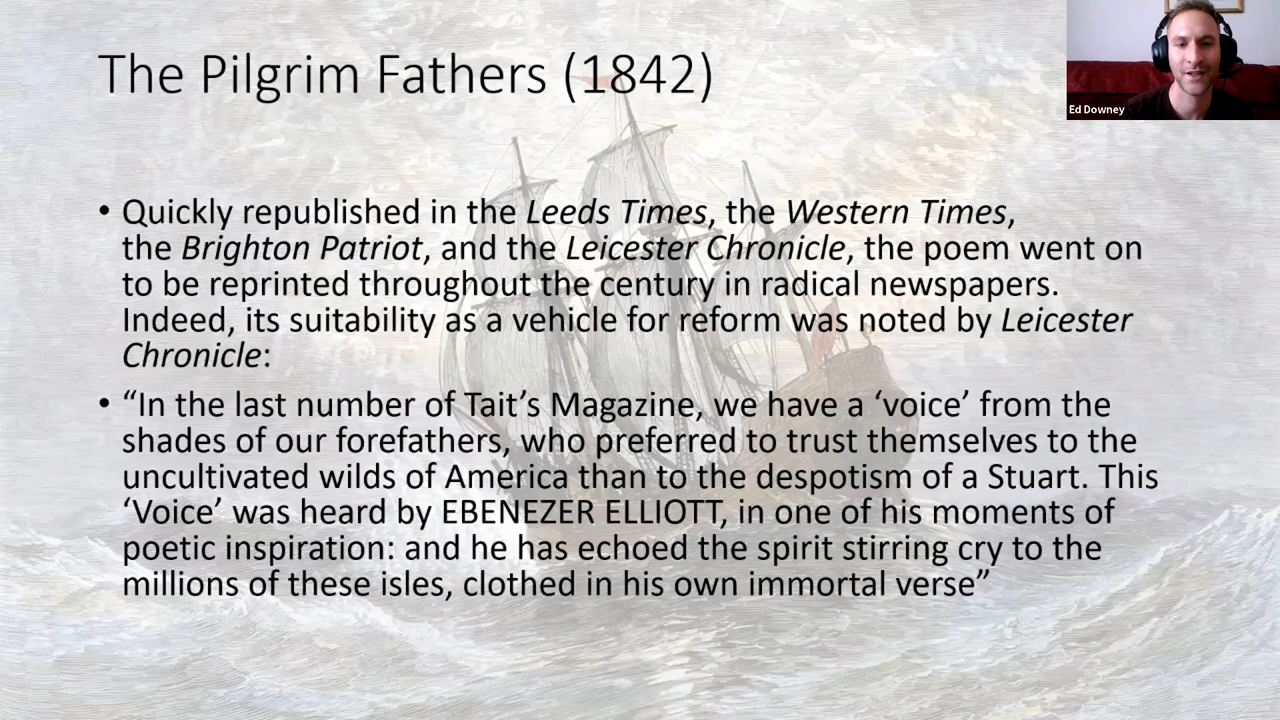 The Pilgrim Fathers (1842)
Ed Downey
• Quickly republished in the Leeds Times, the Western Times,
the Brighton Patriot, and the Leicester Chronicle, the poem went on
to be reprinted throughout the century in radical newspapers.
Indeed, its suitability as a vehicle for reform was noted by Leicester
Chronicle:
• “In the last number of Tait’s Magazine, we have a ‘voice’ from the
shades of our forefathers, who preferred to trust themselves to the
uncultivated wilds of America than to the despotism of a Stuart. This
‘Voice’ was heard by EBENEZER ELLIOTT, in one of his moments of
poetic inspiration: and he has echoed the spirit stirring cry to the
millions of these isles, clothed in his own immortal verse”